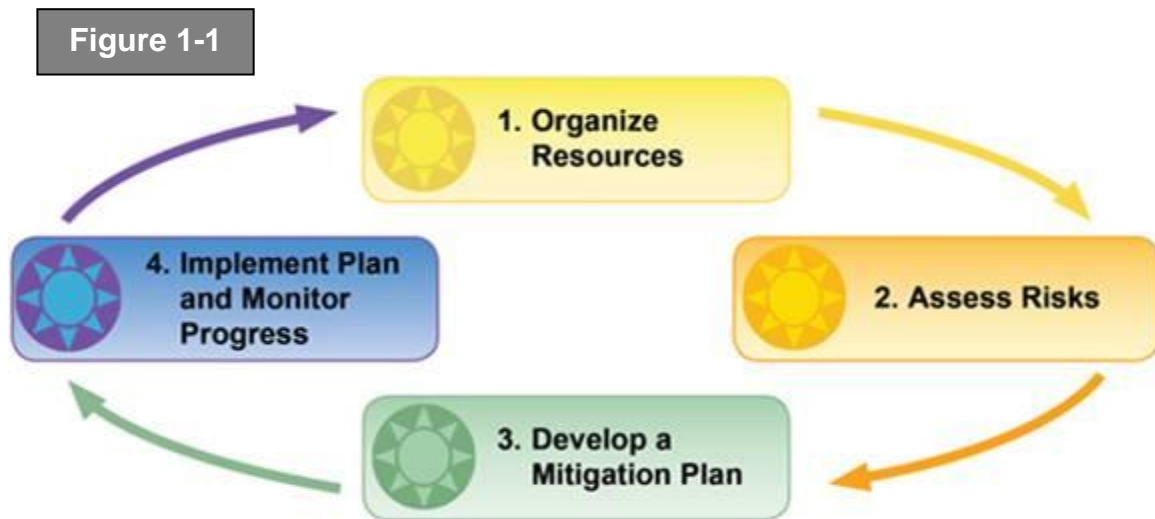 Figure 1-1
1. Organize
Resources
2. Assess Risks
3. Develop a
Mitigation Plan
4. Implement Plan
and Monitor
Progress